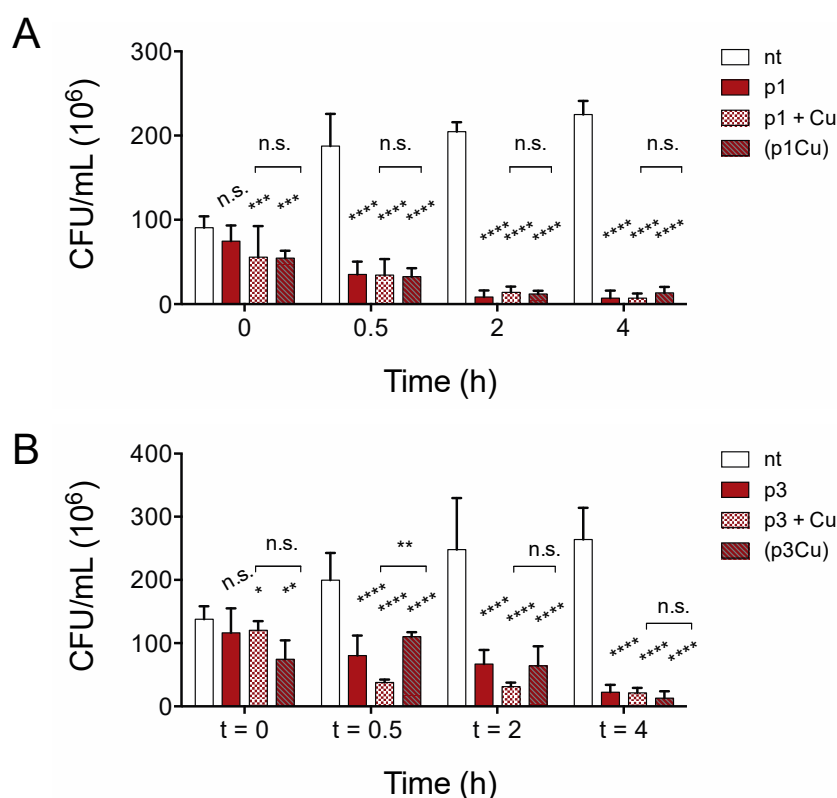 A
CFU/mL (10⁶)
300
200
100
0
n.s.
***
***
n.s.
****
****
****
n.s.
****
****
****
n.s.
****
****
****
n.s.
0
0.5
2
4
Time (h)
nt
p1
p1 + Cu
(p1Cu)
B
CFU/mL (10⁶)
400
300
200
100
0
n.s.
*
**
n.s.
****
****
****
**
****
****
****
n.s.
****
****
****
n.s.
t = 0
t = 0.5
t = 2
t = 4
Time (h)
nt
p3
p3 + Cu
(p3Cu)